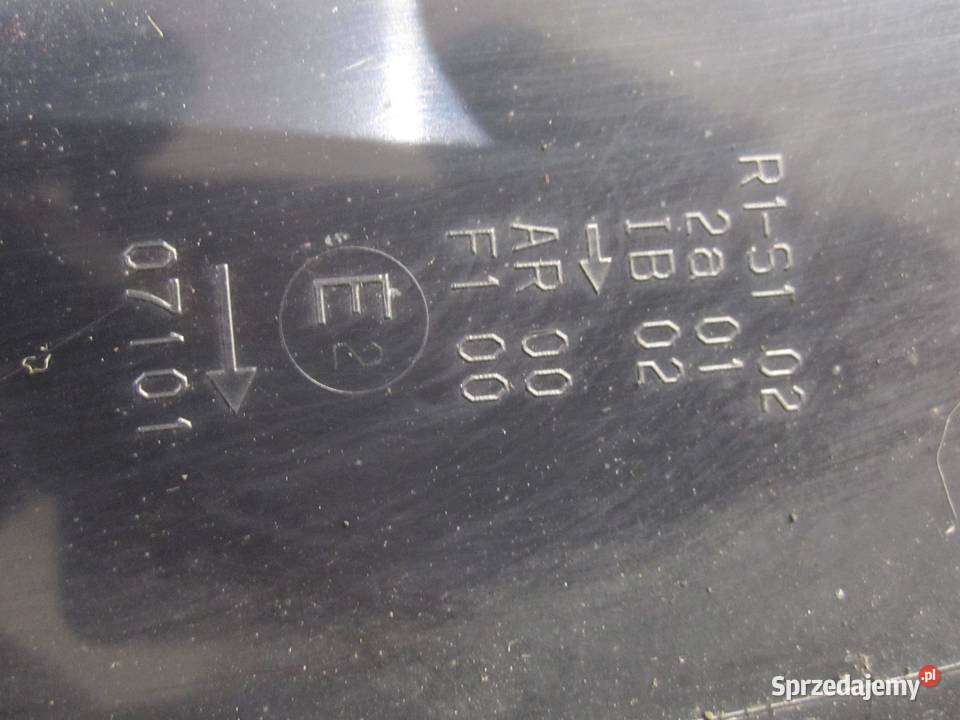 R1-S1 02
2a 01
IB 02
→
AR 00
F1 00
E2
→
07101
Sprzedajemy.pl